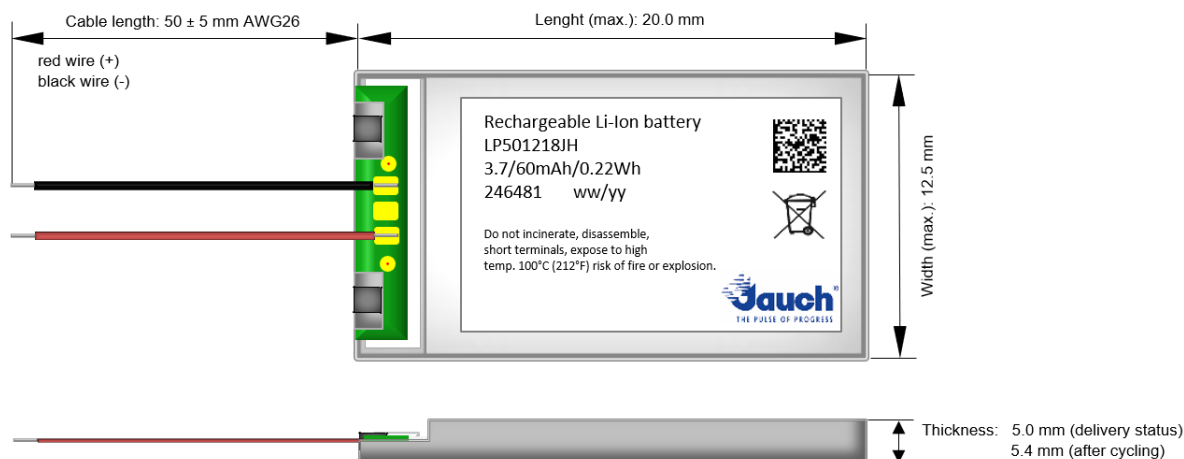 Cable length: 50 ± 5 mm AWG26
Lenght (max.): 20.0 mm
red wire (+)
black wire (-)
Rechargeable Li-Ion battery
LP501218JH
3.7/60mAh/0.22Wh
246481 ww/yy
Do not incinerate, disassemble,
short terminals, expose to high
temp. 100°C (212°F) risk of fire or explosion.
Jauch®
THE PULSE OF PROGRESS
Width (max.): 12.5 mm
Thickness: 5.0 mm (delivery status)
5.4 mm (after cycling)